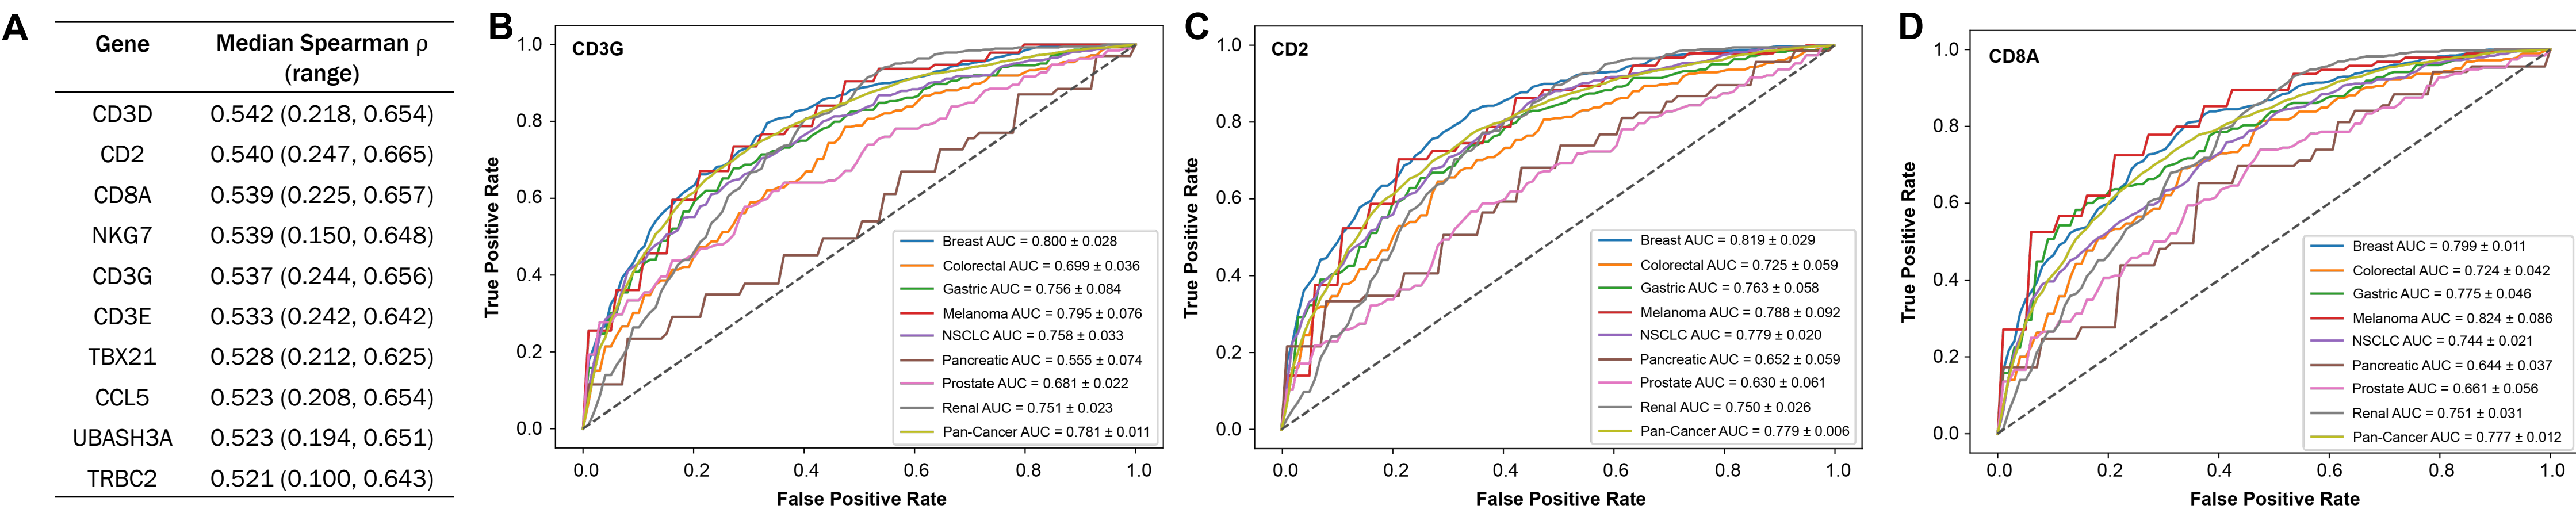 A
Gene Median Spearman ρ
(range)
CD3D 0.542 (0.218, 0.654)
CD2 0.540 (0.247, 0.665)
CD8A 0.539 (0.225, 0.657)
NKG7 0.539 (0.150, 0.648)
CD3G 0.537 (0.244, 0.656)
CD3E 0.533 (0.242, 0.642)
TBX21 0.528 (0.212, 0.625)
CCL5 0.523 (0.208, 0.654)
UBASH3A 0.523 (0.194, 0.651)
TRBC2 0.521 (0.100, 0.643)
B
CD3G
True Positive Rate
1.0
0.8
0.6
0.4
0.2
0.0
Breast AUC = 0.800 ± 0.028
Colorectal AUC = 0.699 ± 0.036
Gastric AUC = 0.756 ± 0.084
Melanoma AUC = 0.795 ± 0.076
NSCLC AUC = 0.758 ± 0.033
Pancreatic AUC = 0.555 ± 0.074
Prostate AUC = 0.681 ± 0.022
Renal AUC = 0.751 ± 0.023
Pan-Cancer AUC = 0.781 ± 0.011
0.0 0.2 0.4 0.6 0.8 1.0
False Positive Rate
C
CD2
True Positive Rate
1.0
0.8
0.6
0.4
0.2
0.0
Breast AUC = 0.819 ± 0.029
Colorectal AUC = 0.725 ± 0.059
Gastric AUC = 0.763 ± 0.058
Melanoma AUC = 0.788 ± 0.092
NSCLC AUC = 0.779 ± 0.020
Pancreatic AUC = 0.652 ± 0.059
Prostate AUC = 0.630 ± 0.061
Renal AUC = 0.750 ± 0.026
Pan-Cancer AUC = 0.779 ± 0.006
0.0 0.2 0.4 0.6 0.8 1.0
False Positive Rate
D
CD8A
True Positive Rate
1.0
0.8
0.6
0.4
0.2
0.0
Breast AUC = 0.799 ± 0.011
Colorectal AUC = 0.724 ± 0.042
Gastric AUC = 0.775 ± 0.046
Melanoma AUC = 0.824 ± 0.086
NSCLC AUC = 0.744 ± 0.021
Pancreatic AUC = 0.644 ± 0.037
Prostate AUC = 0.661 ± 0.056
Renal AUC = 0.751 ± 0.031
Pan-Cancer AUC = 0.777 ± 0.012
0.0 0.2 0.4 0.6 0.8 1.0
False Positive Rate